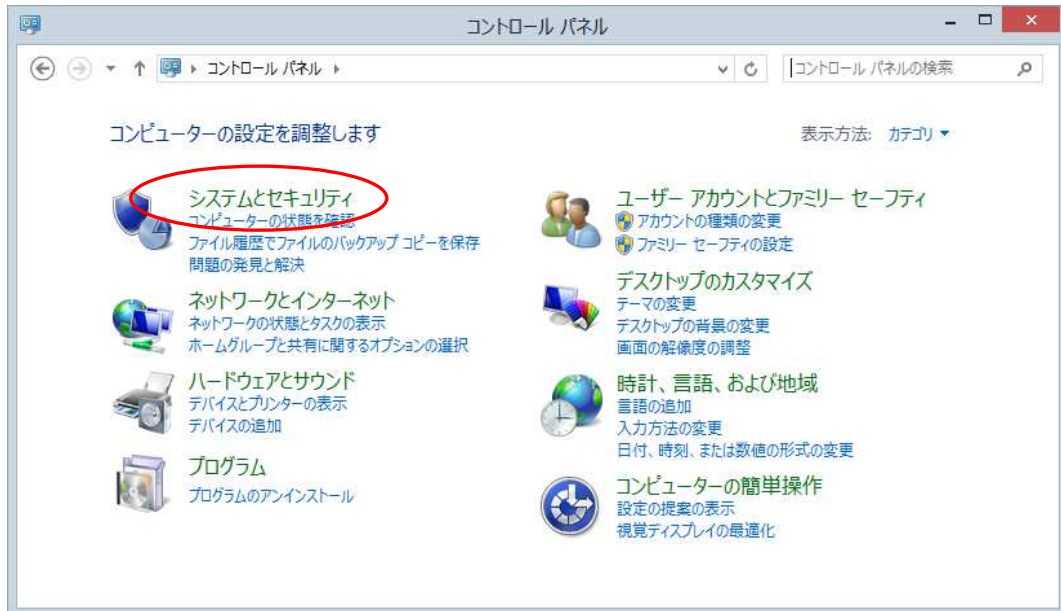 コントロール パネル
コントロール パネル
コントロール パネルの検索
コンピューターの設定を調整します
表示方法: カテゴリ
システムとセキュリティ
コンピューターの状態を確認
ファイル履歴でファイルのバックアップ コピーを保存
問題の発見と解決
ネットワークとインターネット
ネットワークの状態とタスクの表示
ホームグループと共有に関するオプションの選択
ハードウェアとサウンド
デバイスとプリンターの表示
デバイスの追加
プログラム
プログラムのアンインストール
ユーザー アカウントとファミリー セーフティ
アカウントの種類の変更
ファミリー セーフティの設定
デスクトップのカスタマイズ
テーマの変更
デスクトップの背景の変更
画面の解像度の調整
時計、言語、および地域
言語の追加
入力方法の変更
日付、時刻、または数値の形式の変更
コンピューターの簡単操作
設定の提案の表示
視覚ディスプレイの最適化